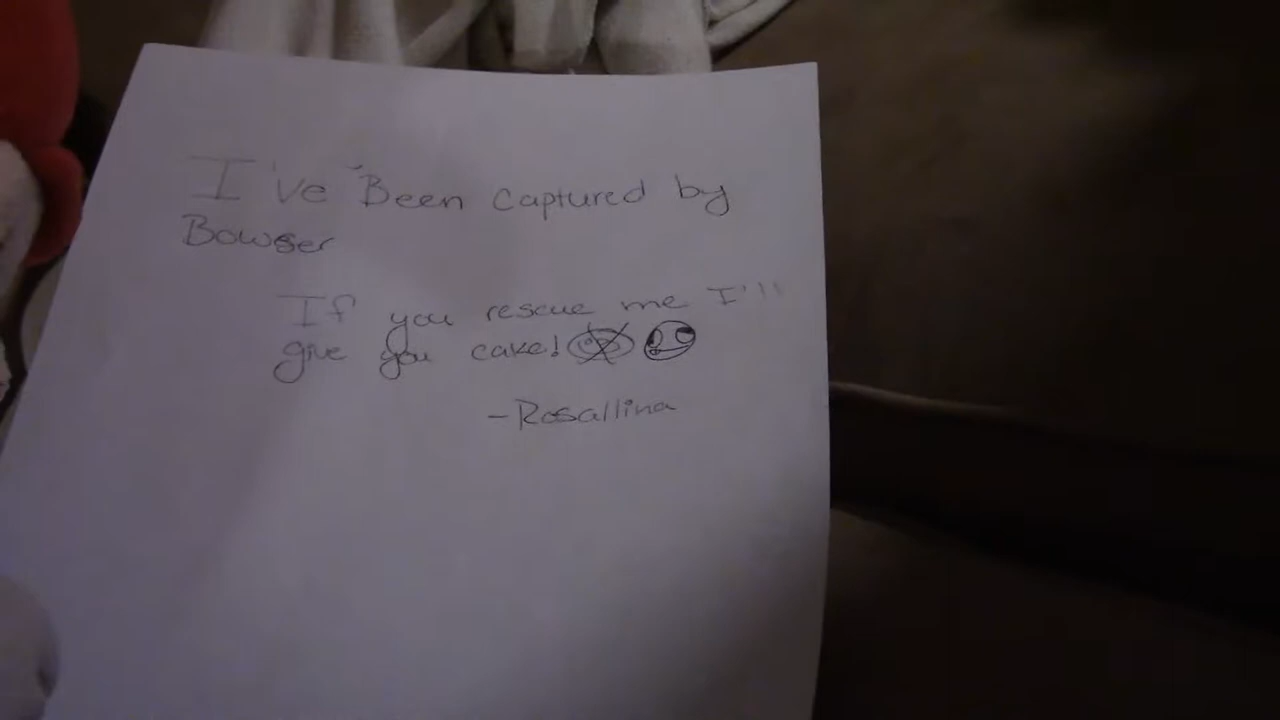 I've Been captured by
Bowser
If you rescue me I'll
give you cake!
-Rosallina